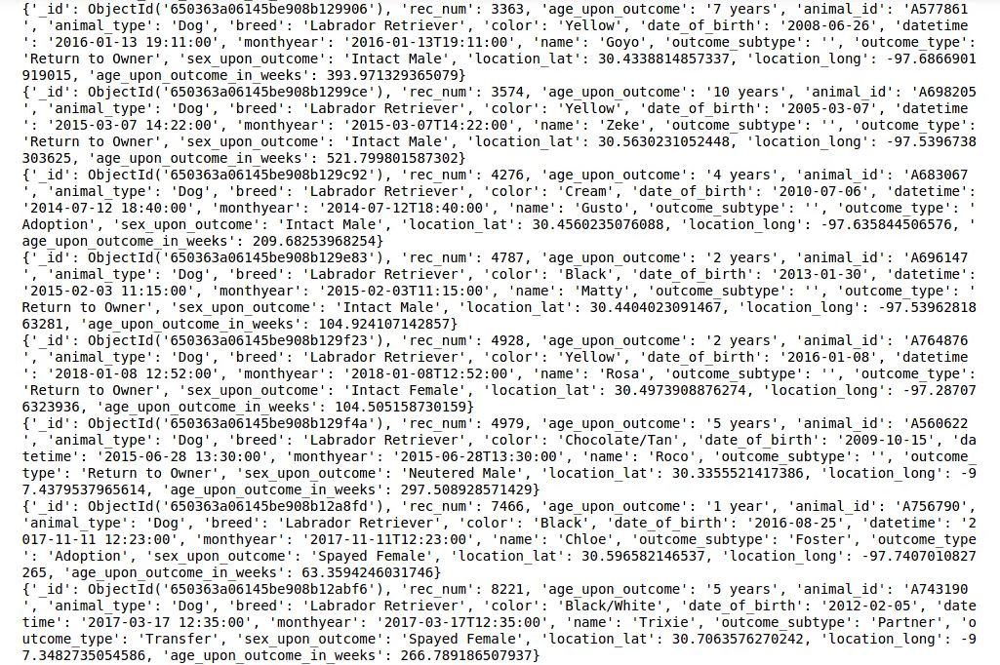 {'_id': ObjectId('650363a06145be908b129906'), 'rec_num': 3363, 'age_upon_outcome': '7 years', 'animal_id': 'A577861
', 'animal_type': 'Dog', 'breed': 'Labrador Retriever', 'color': 'Yellow', 'date_of_birth': '2008-06-26', 'datetime
': '2016-01-13 19:11:00', 'monthyear': '2016-01-13T19:11:00', 'name': 'Goyo', 'outcome_subtype': '', 'outcome_type':
'Return to Owner', 'sex_upon_outcome': 'Intact Male', 'location_lat': 30.4338814857337, 'location_long': -97.6866901
919015, 'age_upon_outcome_in_weeks': 393.971329365079}
{'_id': ObjectId('650363a06145be908b1299ce'), 'rec_num': 3574, 'age_upon_outcome': '10 years', 'animal_id': 'A698205
', 'animal_type': 'Dog', 'breed': 'Labrador Retriever', 'color': 'Yellow', 'date_of_birth': '2005-03-07', 'datetime
': '2015-03-07 14:22:00', 'monthyear': '2015-03-07T14:22:00', 'name': 'Zeke', 'outcome_subtype': '', 'outcome_type':
'Return to Owner', 'sex_upon_outcome': 'Intact Male', 'location_lat': 30.5630231052448, 'location_long': -97.5396738
303625, 'age_upon_outcome_in_weeks': 521.799801587302}
{'_id': ObjectId('650363a06145be908b129c92'), 'rec_num': 4276, 'age_upon_outcome': '4 years', 'animal_id': 'A683067
', 'animal_type': 'Dog', 'breed': 'Labrador Retriever', 'color': 'Cream', 'date_of_birth': '2010-07-06', 'datetime':
'2014-07-12 18:40:00', 'monthyear': '2014-07-12T18:40:00', 'name': 'Gusto', 'outcome_subtype': '', 'outcome_type': '
Adoption', 'sex_upon_outcome': 'Intact Male', 'location_lat': 30.4560235076088, 'location_long': -97.635844506576, '
age_upon_outcome_in_weeks': 209.68253968254}
{'_id': ObjectId('650363a06145be908b129e83'), 'rec_num': 4787, 'age_upon_outcome': '2 years', 'animal_id': 'A696147
', 'animal_type': 'Dog', 'breed': 'Labrador Retriever', 'color': 'Black', 'date_of_birth': '2013-01-30', 'datetime':
'2015-02-03 11:15:00', 'monthyear': '2015-02-03T11:15:00', 'name': 'Matty', 'outcome_subtype': '', 'outcome_type': '
Return to Owner', 'sex_upon_outcome': 'Intact Male', 'location_lat': 30.4404023091467, 'location_long': -97.53962818
63281, 'age_upon_outcome_in_weeks': 104.924107142857}
{'_id': ObjectId('650363a06145be908b129f23'), 'rec_num': 4928, 'age_upon_outcome': '2 years', 'animal_id': 'A764876
', 'animal_type': 'Dog', 'breed': 'Labrador Retriever', 'color': 'Yellow', 'date_of_birth': '2016-01-08', 'datetime
': '2018-01-08 12:52:00', 'monthyear': '2018-01-08T12:52:00', 'name': 'Rosa', 'outcome_subtype': '', 'outcome_type':
'Return to Owner', 'sex_upon_outcome': 'Intact Female', 'location_lat': 30.4973908876274, 'location_long': -97.28707
6323936, 'age_upon_outcome_in_weeks': 104.505158730159}
{'_id': ObjectId('650363a06145be908b129f4a'), 'rec_num': 4979, 'age_upon_outcome': '5 years', 'animal_id': 'A560622
', 'animal_type': 'Dog', 'breed': 'Labrador Retriever', 'color': 'Chocolate/Tan', 'date_of_birth': '2009-10-15', 'da
tetime': '2015-06-28 13:30:00', 'monthyear': '2015-06-28T13:30:00', 'name': 'Roco', 'outcome_subtype': '', 'outcome_
type': 'Return to Owner', 'sex_upon_outcome': 'Neutered Male', 'location_lat': 30.3355521417386, 'location_long': -9
7.4379537965614, 'age_upon_outcome_in_weeks': 297.508928571429}
{'_id': ObjectId('650363a06145be908b12a8fd'), 'rec_num': 7466, 'age_upon_outcome': '1 year', 'animal_id': 'A756790',
'animal_type': 'Dog', 'breed': 'Labrador Retriever', 'color': 'Black', 'date_of_birth': '2016-08-25', 'datetime': '2
017-11-11 12:23:00', 'monthyear': '2017-11-11T12:23:00', 'name': 'Chloe', 'outcome_subtype': 'Foster', 'outcome_type
': 'Adoption', 'sex_upon_outcome': 'Spayed Female', 'location_lat': 30.596582146537, 'location_long': -97.7407010827
265, 'age_upon_outcome_in_weeks': 63.3594246031746}
{'_id': ObjectId('650363a06145be908b12abf6'), 'rec_num': 8221, 'age_upon_outcome': '5 years', 'animal_id': 'A743190
', 'animal_type': 'Dog', 'breed': 'Labrador Retriever', 'color': 'Black/White', 'date_of_birth': '2012-02-05', 'date
time': '2017-03-17 12:35:00', 'monthyear': '2017-03-17T12:35:00', 'name': 'Trixie', 'outcome_subtype': 'Partner', 'o
utcome_type': 'Transfer', 'sex_upon_outcome': 'Spayed Female', 'location_lat': 30.7063576270242, 'location_long': -9
7.3482735054586, 'age_upon_outcome_in_weeks': 266.789186507937}